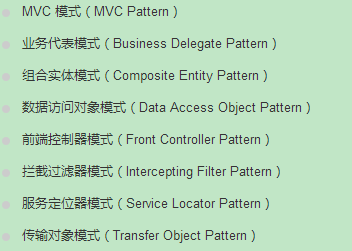 MVC 模式（MVC Pattern）
业务代表模式（Business Delegate Pattern）
组合实体模式（Composite Entity Pattern）
数据访问对象模式（Data Access Object Pattern）
前端控制器模式（Front Controller Pattern）
拦截过滤器模式（Intercepting Filter Pattern）
服务定位器模式（Service Locator Pattern）
传输对象模式（Transfer Object Pattern）